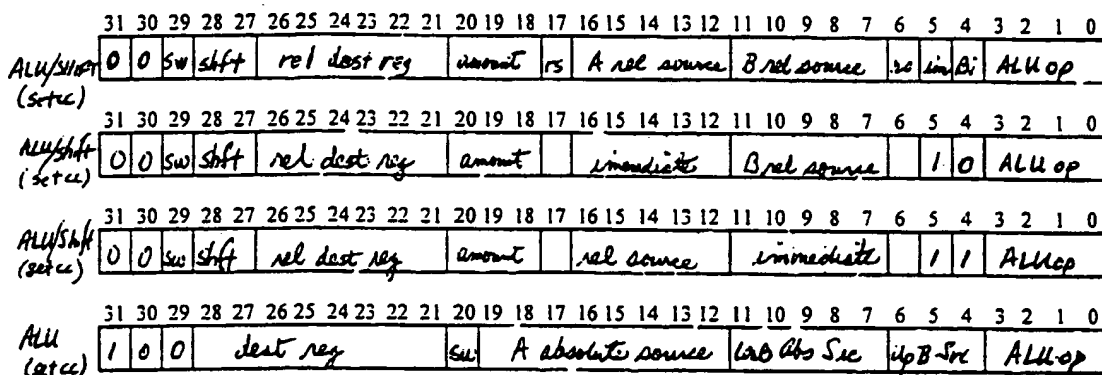 31 30 29 28 27 26 25 24 23 22 21 20 19 18 17 16 15 14 13 12 11 10 9 8 7 6 5 4 3 2 1 0
ALU/SHIFT 0 0 sw shft rel dest reg amount rs A rel source B rel source im Bi ALU op
(setcc)
31 30 29 28 27 26 25 24 23 22 21 20 19 18 17 16 15 14 13 12 11 10 9 8 7 6 5 4 3 2 1 0
ALU/shft 0 0 sw shft rel dest reg amount immediate B rel source 1 0 ALU op
(setcc)
31 30 29 28 27 26 25 24 23 22 21 20 19 18 17 16 15 14 13 12 11 10 9 8 7 6 5 4 3 2 1 0
ALU/Shft 0 0 sw shft rel dest reg amount rel source immediate 1 1 ALU op
(setcc)
31 30 29 28 27 26 25 24 23 22 21 20 19 18 17 16 15 14 13 12 11 10 9 8 7 6 5 4 3 2 1 0
ALU 1 0 0 dest reg sw A absolute source B Abs Src B Src ALU op
(setcc)